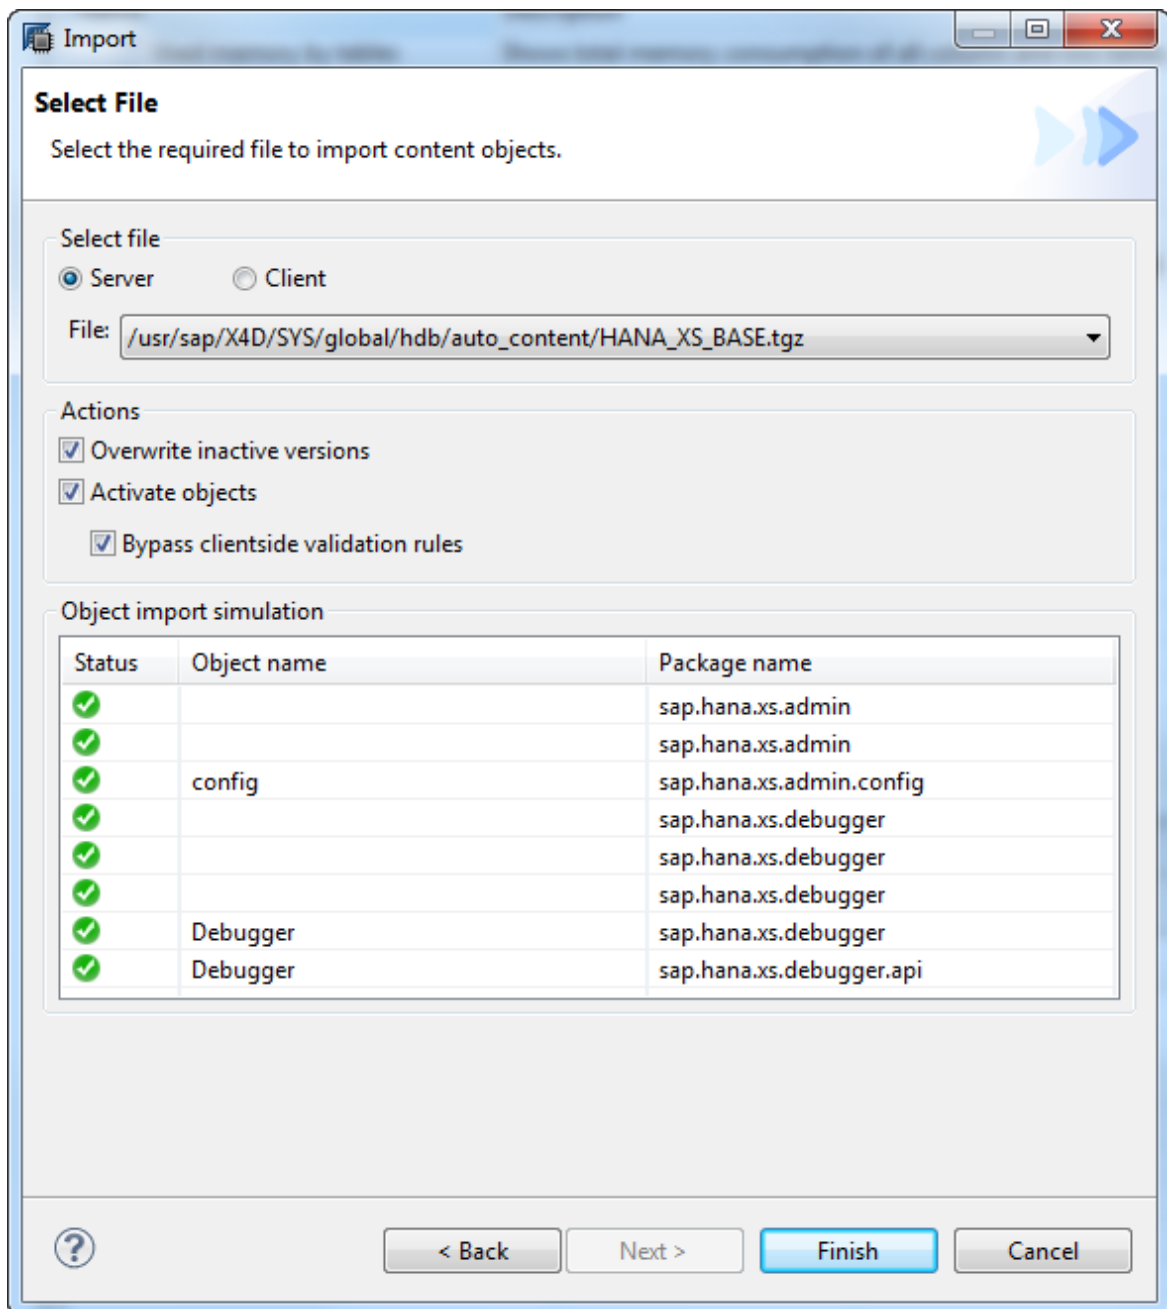 Import
Select File
Select the required file to import content objects.
Select file
Server Client
File: /usr/sap/X4D/SYS/global/hdb/auto_content/HANA_XS_BASE.tgz
Actions
Overwrite inactive versions
Activate objects
Bypass clientside validation rules
Object import simulation
Status Object name Package name
sap.hana.xs.admin
sap.hana.xs.admin
config sap.hana.xs.admin.config
sap.hana.xs.debugger
sap.hana.xs.debugger
sap.hana.xs.debugger
Debugger sap.hana.xs.debugger
Debugger sap.hana.xs.debugger.api
? < Back Next > Finish Cancel